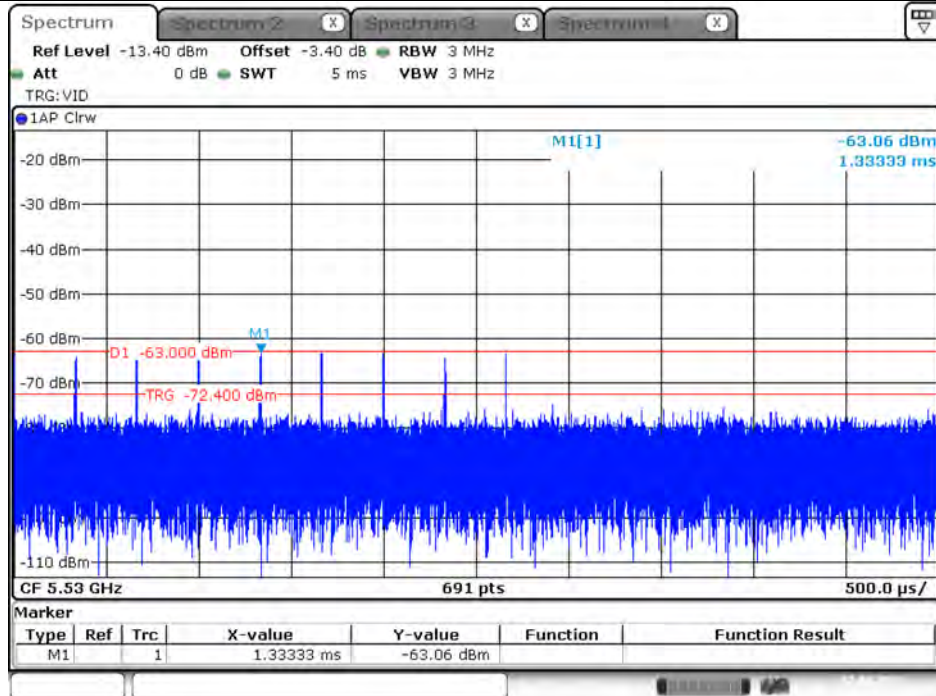 Spectrum Spectrum 2 X Spectrum 3 X Spectrum 4 X
Ref Level -13.40 dBm Offset -3.40 dB RBW 3 MHz
Att 0 dB SWT 5 ms VBW 3 MHz
TRG:VID
1AP Clrw
M1[1] -63.06 dBm
1.33333 ms
-20 dBm
-30 dBm
-40 dBm
-50 dBm
-60 dBm
M1
D1 -63.000 dBm
-70 dBm
TRG -72.400 dBm
-110 dBm
CF 5.53 GHz 691 pts 500.0 µs/
Marker
Type Ref Trc X-value Y-value Function Function Result
M1 1 1.33333 ms -63.06 dBm